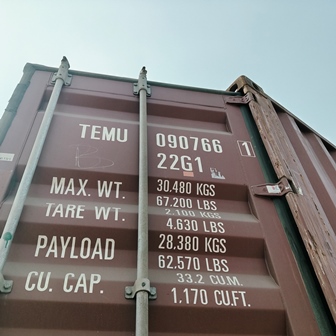 TEMU 090766 1
22G1
MAX. WT. 30.480 KGS
67.200 LBS
TARE WT. 2.100 KGS
4.630 LBS
PAYLOAD 28.380 KGS
62.570 LBS
CU. CAP. 33.2 CU.M.
1.170 CU.FT.